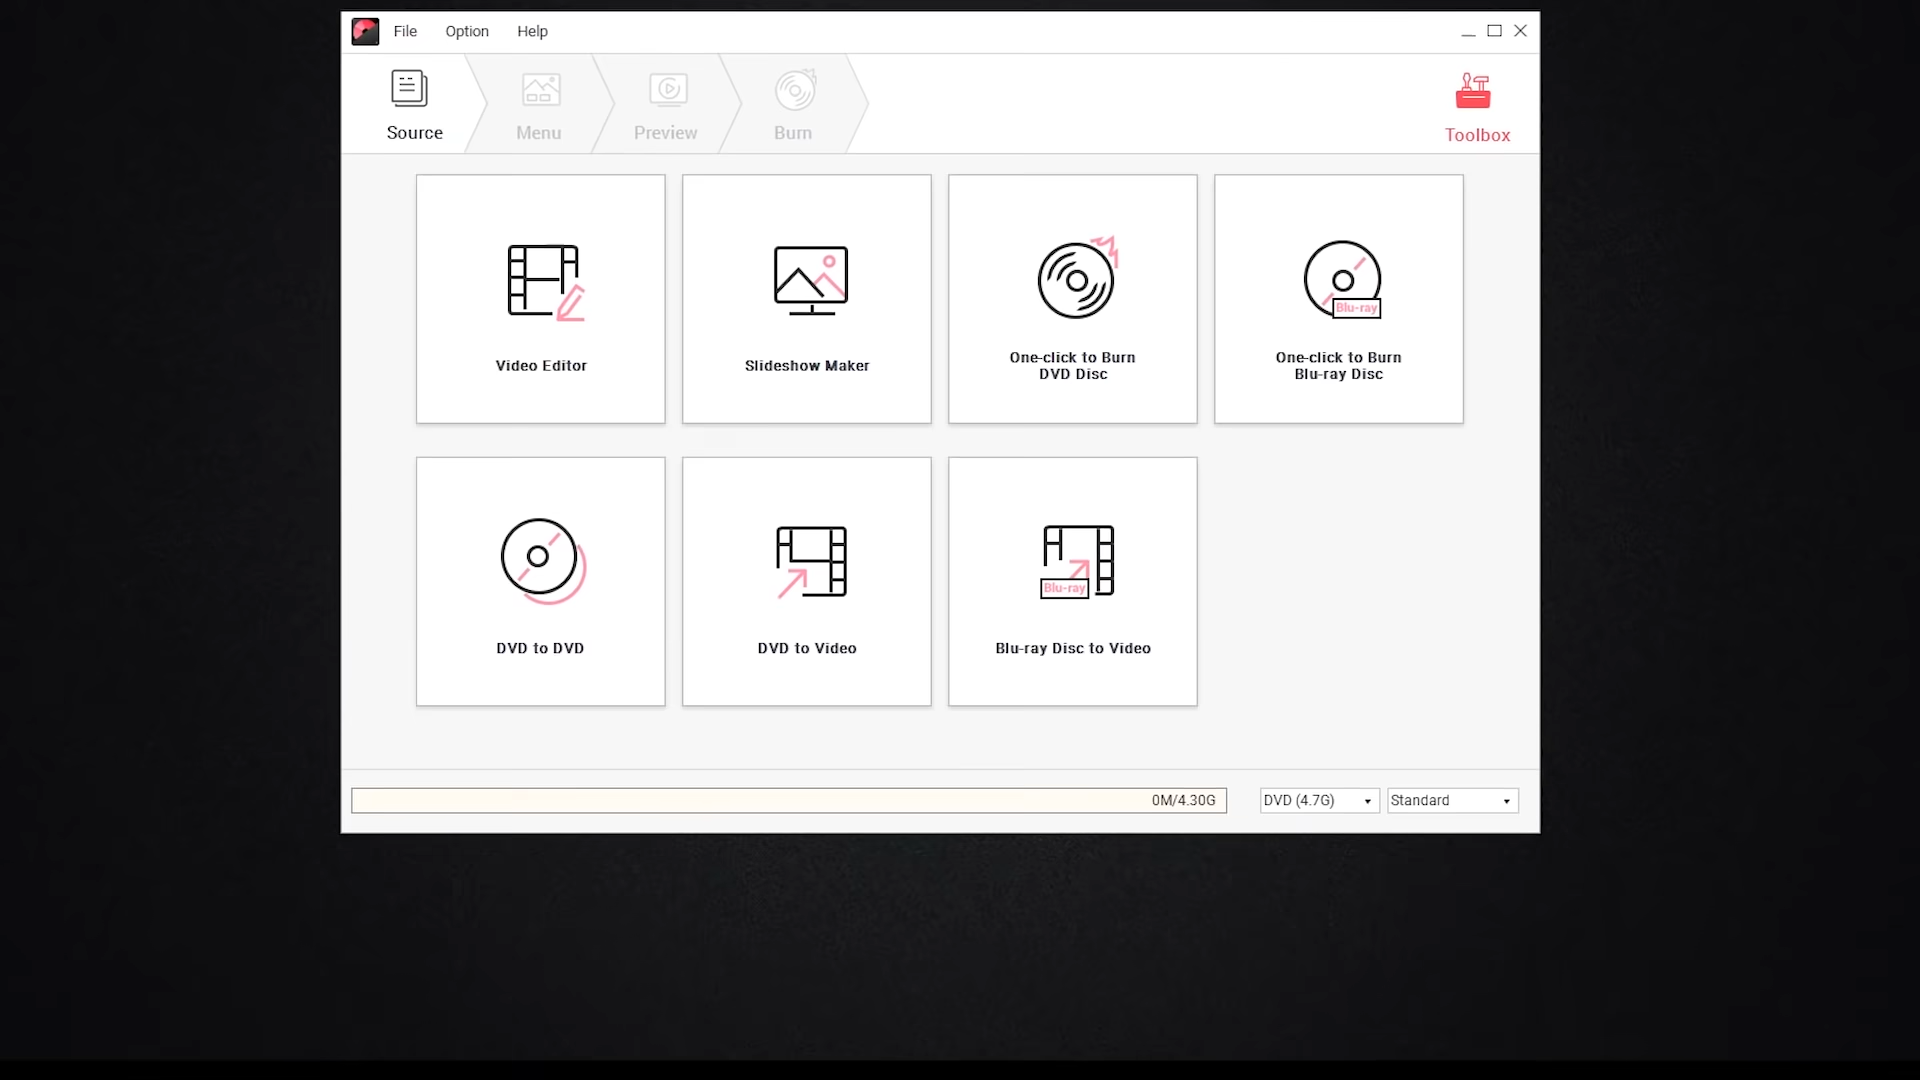 File Option Help
Source Menu Preview Burn Toolbox
Video Editor
Slideshow Maker
One-click to Burn
DVD Disc
One-click to Burn
Blu-ray Disc
Blu-ray
DVD to DVD
DVD to Video
Blu-ray
Blu-ray Disc to Video
0M/4.30G DVD (4.7G) Standard